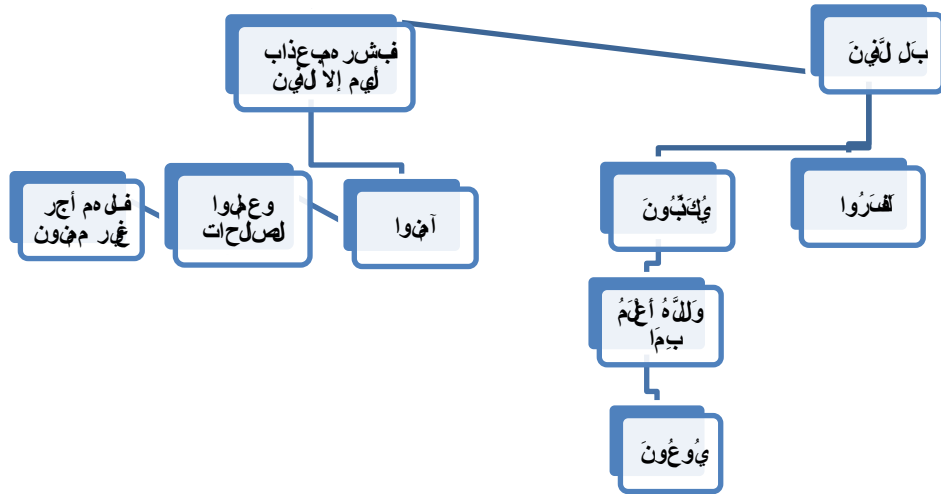 بَلِ الَّذِينَ
كَفَرُوا
يُكَذِّبُونَ
وَاللَّهُ أَعْلَمُ
بِمَا
يُوعُونَ
فبشرهم بعذاب
أليم إلا الذين
آمنوا
وعملوا
الصالحات
فلهم أجر
غير ممنون